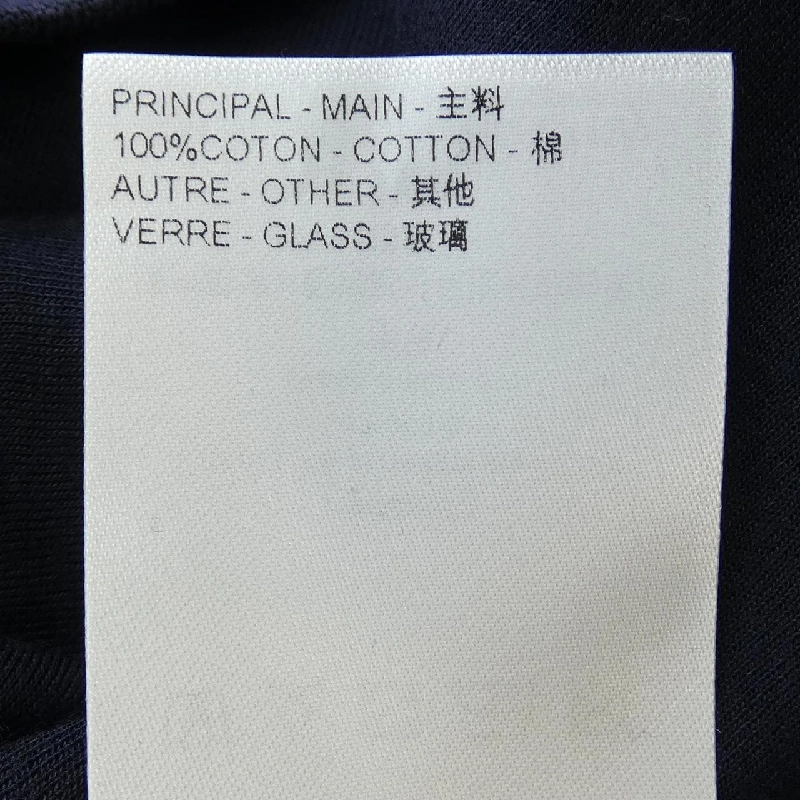 PRINCIPAL - MAIN - 主料
100%COTON - COTTON - 棉
AUTRE - OTHER - 其他
VERRE - GLASS - 玻璃